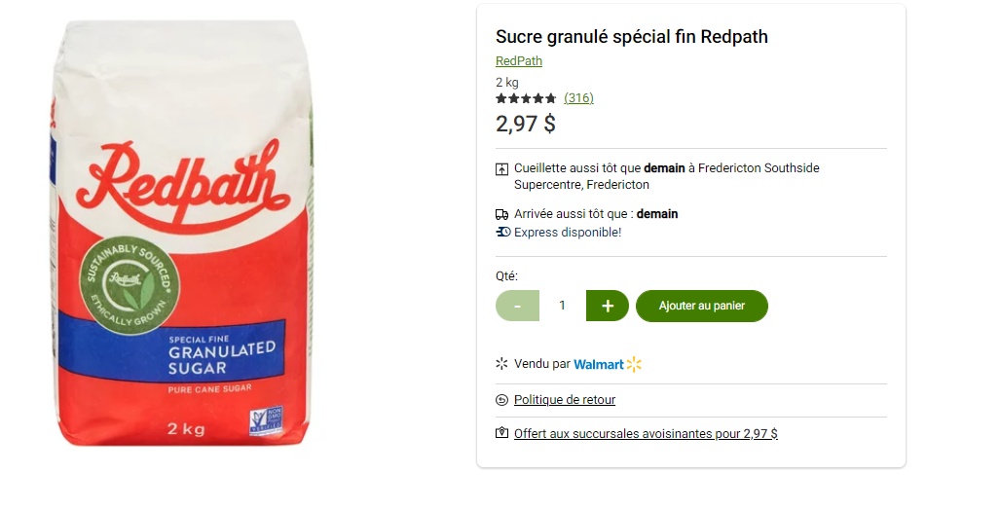 Redpath
SUSTAINABLY SOURCED
Redpath
ETHICALLY GROWN
SPECIAL FINE
GRANULATED
SUGAR
PURE CANE SUGAR
2 kg
NON
GMO
VERIFIED
Sucre granulé spécial fin Redpath
RedPath
2 kg
(316)
2,97 $
Cueillette aussi tôt que demain à Fredericton Southside
Supercentre, Fredericton
Arrivée aussi tôt que : demain
Express disponible!
Qté:
- 1 +
Ajouter au panier
Vendu par Walmart
Politique de retour
Offert aux succursales avoisinantes pour 2,97 $